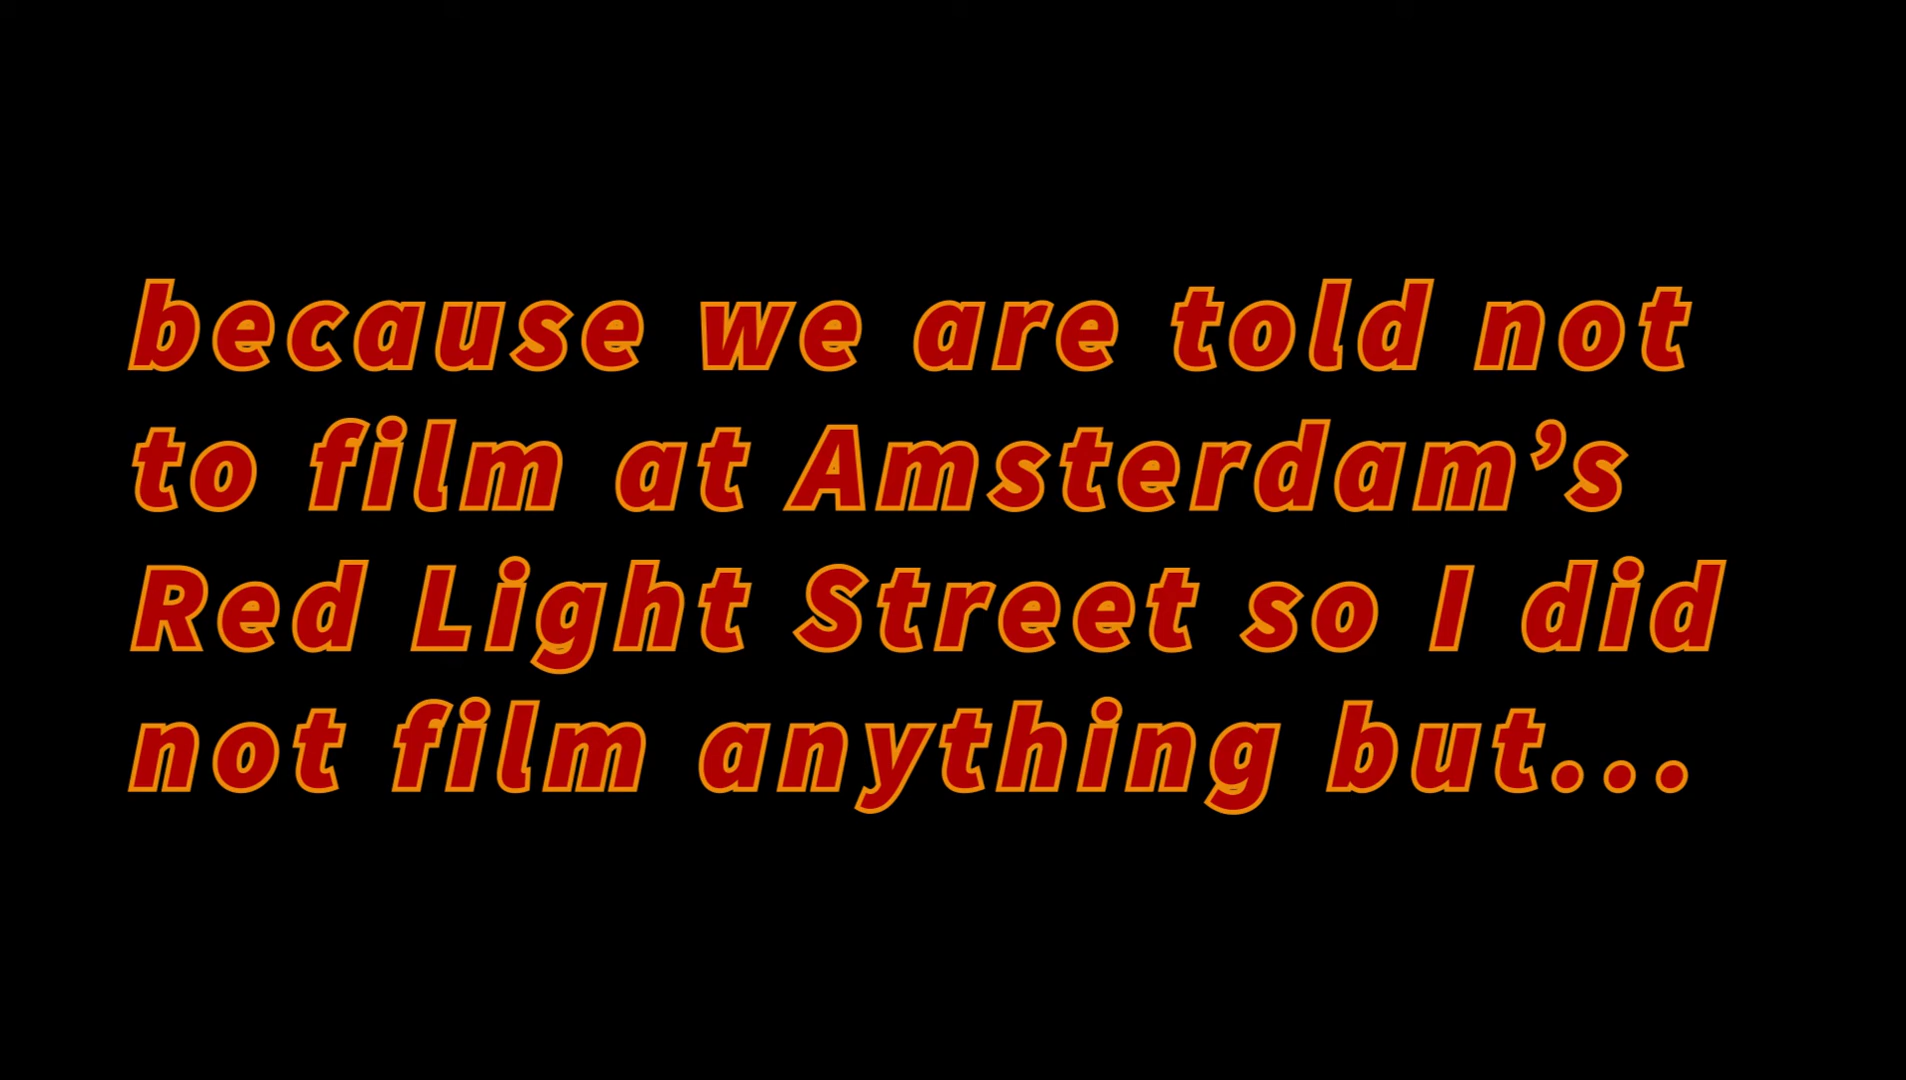 because we are told not
to film at Amsterdam’s
Red Light Street so I did
not film anything but...